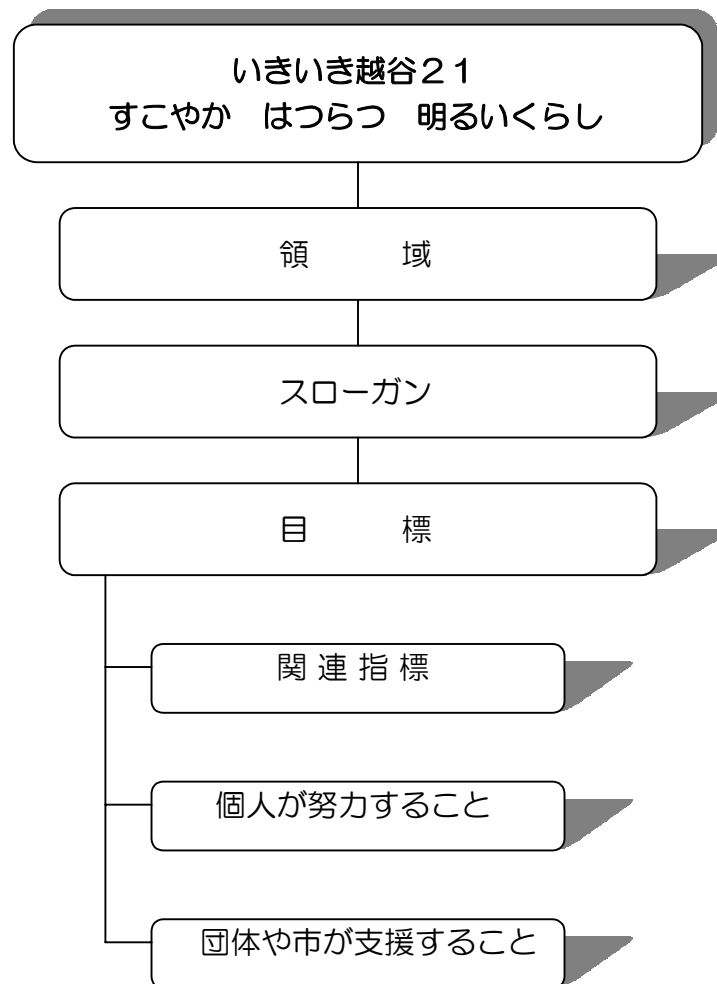 いきいき越谷２１
すこやか　はつらつ　明るいくらし
領　　　域
スローガン
目　　　標
関 連 指 標
個人が努力すること
団体や市が支援すること